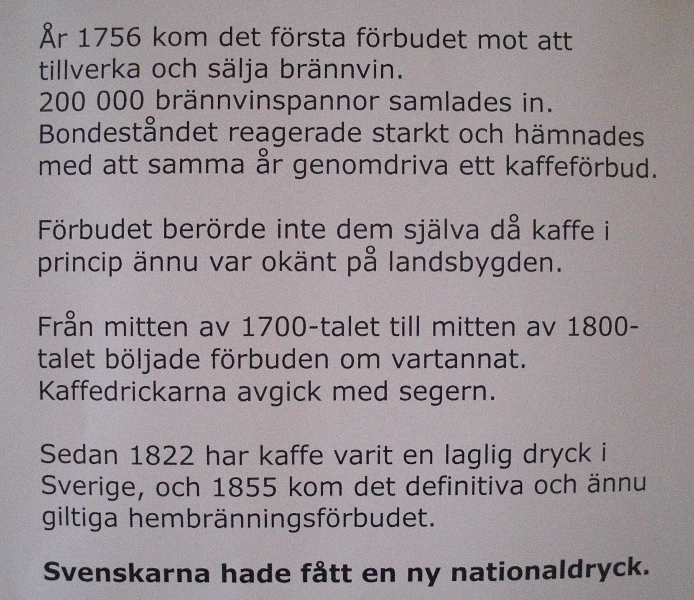 År 1756 kom det första förbudet mot att
tillverka och sälja brännvin.
200 000 brännvinspannor samlades in.
Bondeståndet reagerade starkt och hämnades
med att samma år genomdriva ett kaffeförbud.
Förbudet berörde inte dem själva då kaffe i
princip ännu var okänt på landsbygden.
Från mitten av 1700-talet till mitten av 1800-
talet böljade förbuden om vartannat.
Kaffedrickarna avgick med segern.
Sedan 1822 har kaffe varit en laglig dryck i
Sverige, och 1855 kom det definitiva och ännu
giltiga hembränningsförbudet.
Svenskarna hade fått en ny nationaldryck.